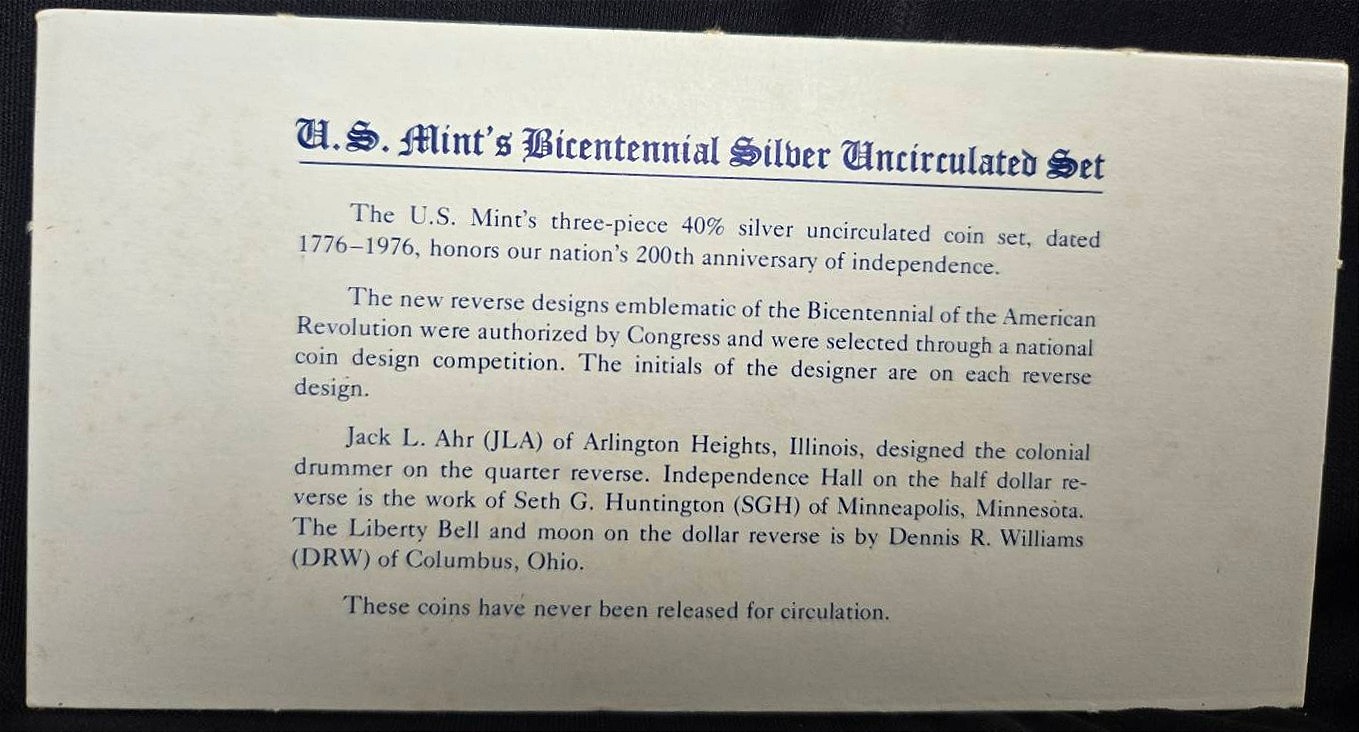 U.S. Mint's Bicentennial Silver Uncirculated Set
The U.S. Mint's three-piece 40% silver uncirculated coin set, dated
1776–1976, honors our nation's 200th anniversary of independence.
The new reverse designs emblematic of the Bicentennial of the American
Revolution were authorized by Congress and were selected through a national
coin design competition. The initials of the designer are on each reverse
design.
Jack L. Ahr (JLA) of Arlington Heights, Illinois, designed the colonial
drummer on the quarter reverse. Independence Hall on the half dollar re-
verse is the work of Seth G. Huntington (SGH) of Minneapolis, Minnesota.
The Liberty Bell and moon on the dollar reverse is by Dennis R. Williams
(DRW) of Columbus, Ohio.
These coins have never been released for circulation.